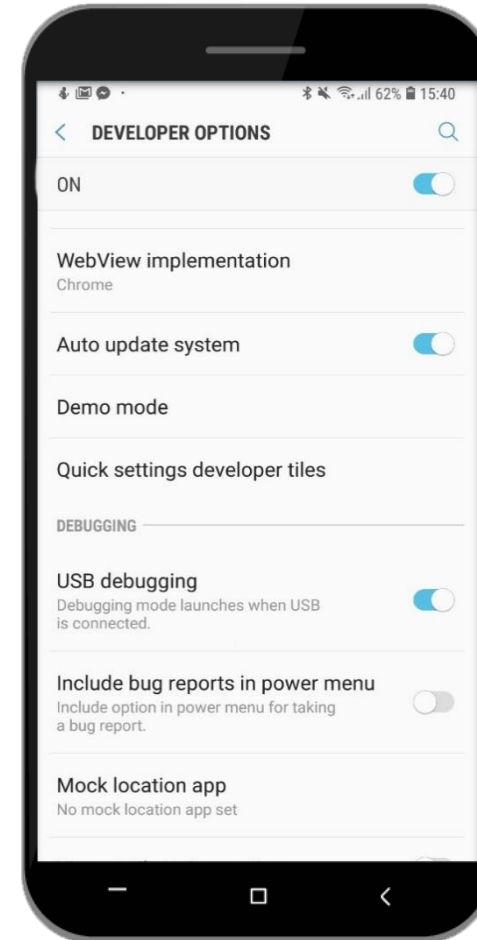 62% 15:40
DEVELOPER OPTIONS
ON
WebView implementation
Chrome
Auto update system
Demo mode
Quick settings developer tiles
DEBUGGING
USB debugging
Debugging mode launches when USB
is connected.
Include bug reports in power menu
Include option in power menu for taking
a bug report.
Mock location app
No mock location app set